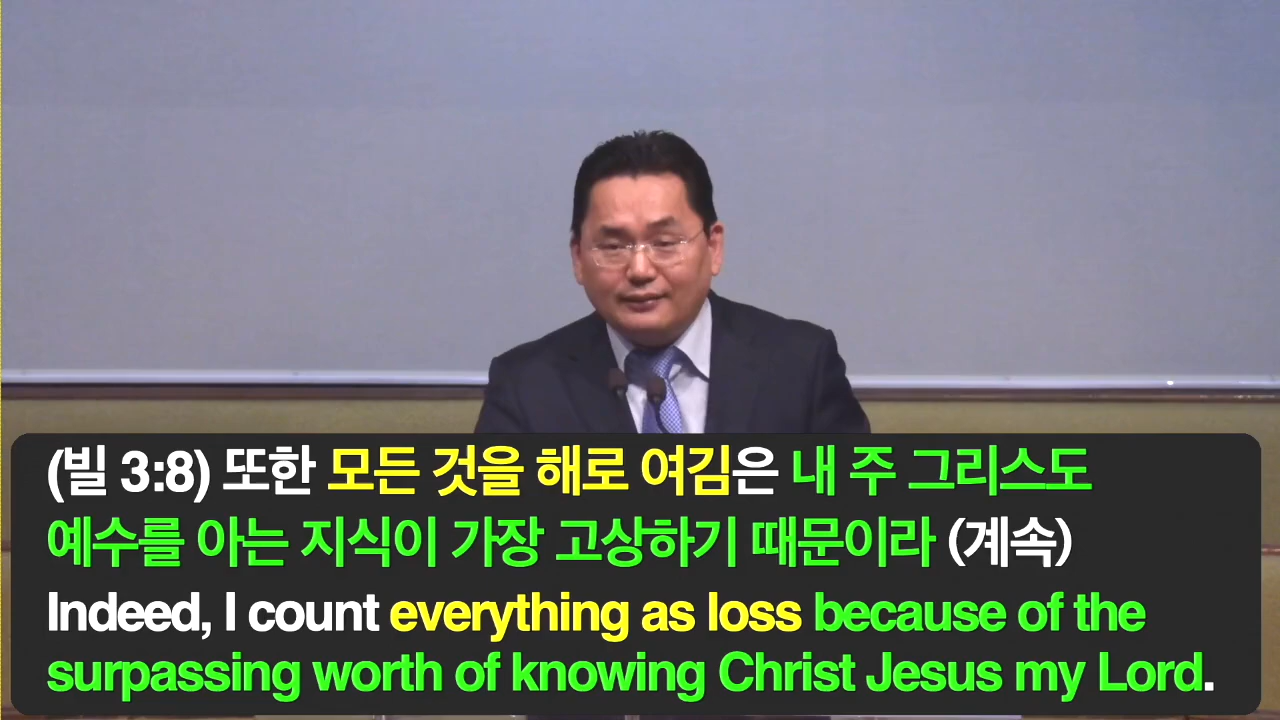 (빌 3:8) 또한 모든 것을 해로 여김은 내 주 그리스도
예수를 아는 지식이 가장 고상하기 때문이라 (계속)
Indeed, I count everything as loss because of the
surpassing worth of knowing Christ Jesus my Lord.